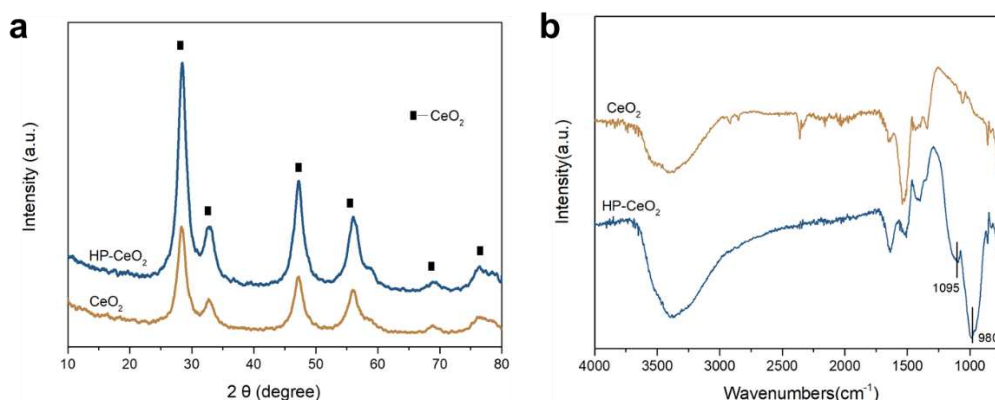 a
CeO₂
HP-CeO₂
CeO₂
Intensity (a.u.)
10 20 30 40 50 60 70 80
2 θ (degree)
b
CeO₂
HP-CeO₂
1095
980
Intensity(a.u.)
4000 3500 3000 2500 2000 1500 1000
Wavenumbers(cm⁻¹)